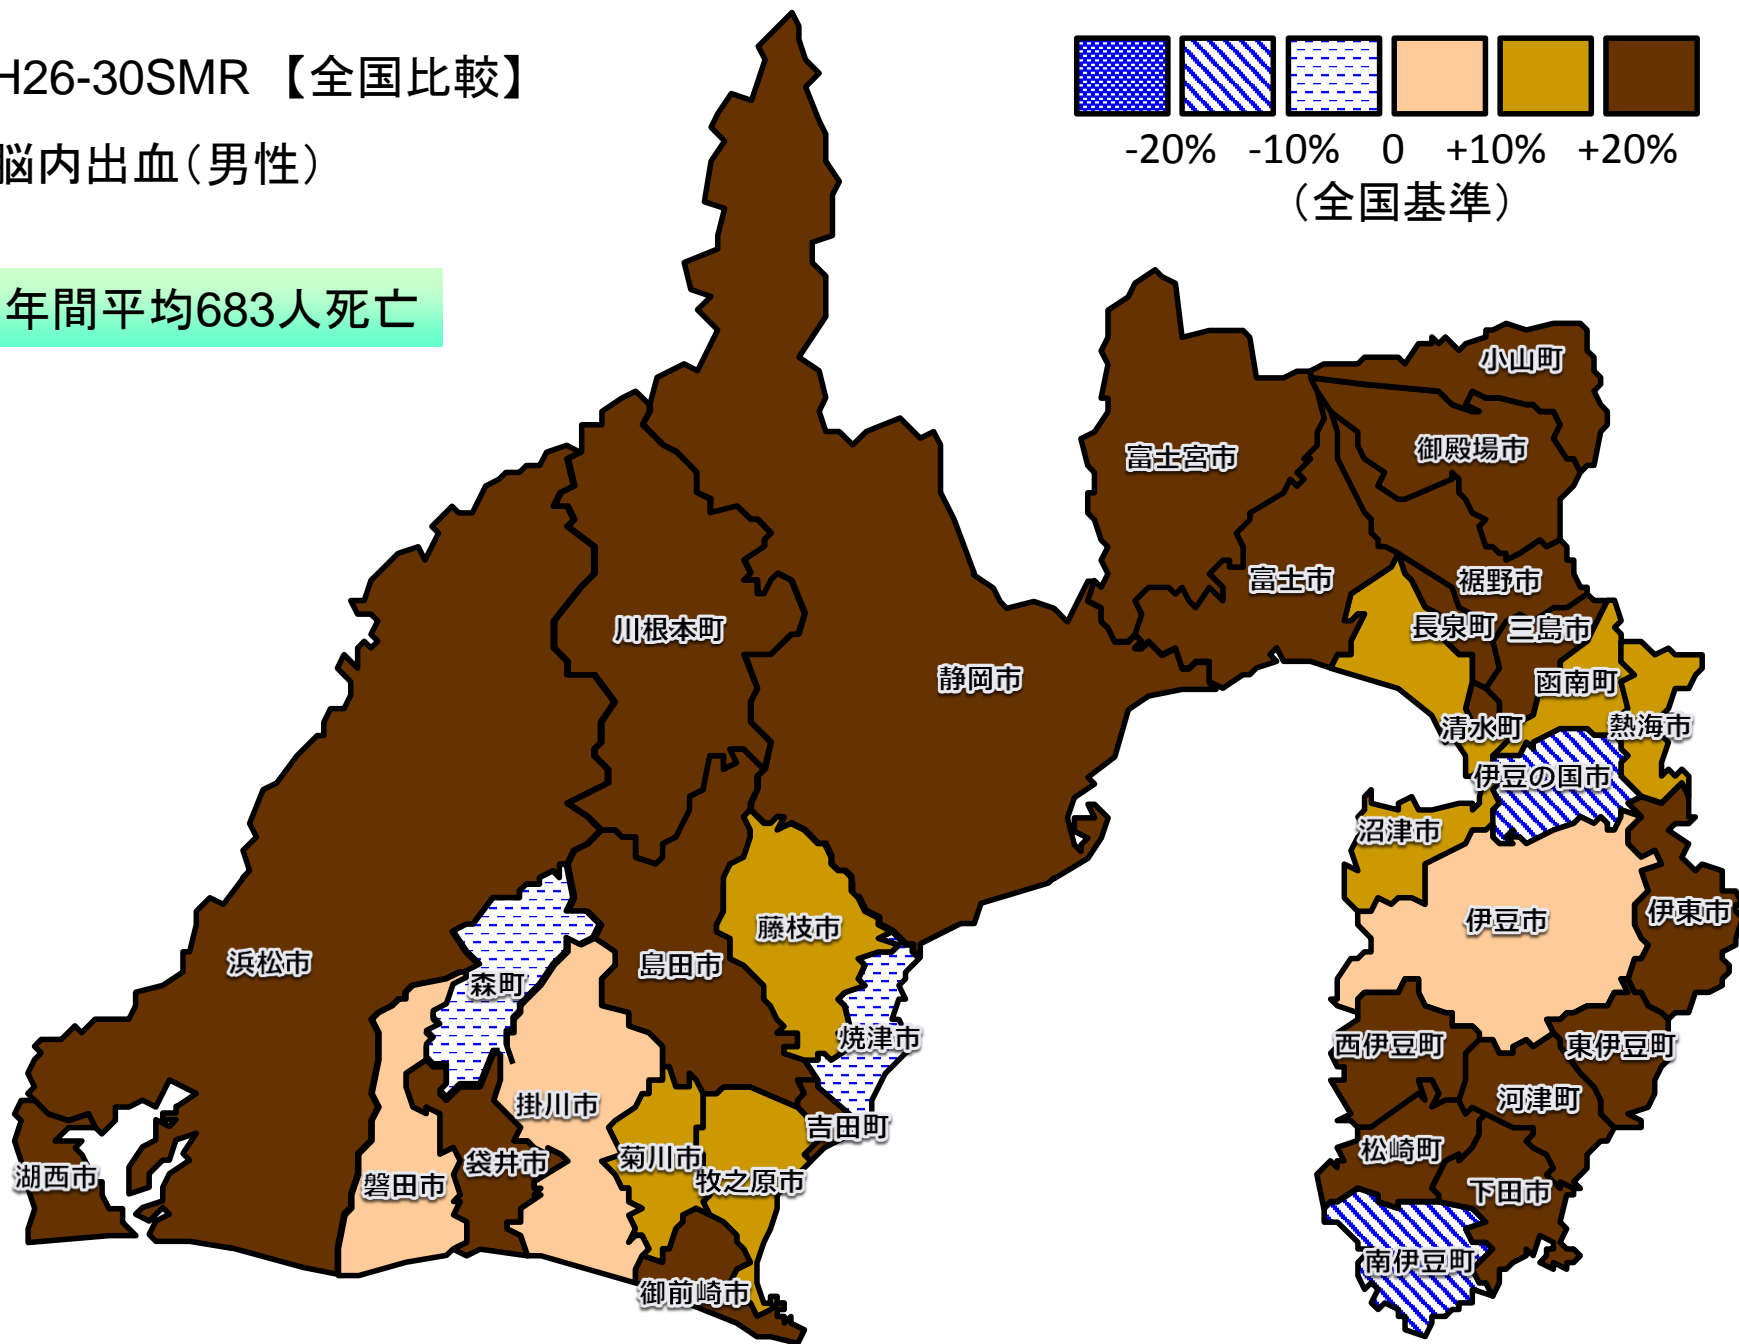 H26-30SMR 【全国比較】
脳内出血(男性)
年間平均683人死亡
-20% -10% 0 +10% +20%
(全国基準)
小山町
御殿場市
富士宮市
富士市
裾野市
長泉町
三島市
川根本町
静岡市
函南町
清水町
熱海市
伊豆の国市
沼津市
藤枝市
伊豆市
伊東市
浜松市
島田市
森町
焼津市
西伊豆町
東伊豆町
掛川市
河津町
吉田町
湖西市
磐田市
袋井市
菊川市
牧之原市
松崎町
下田市
南伊豆町
御前崎市